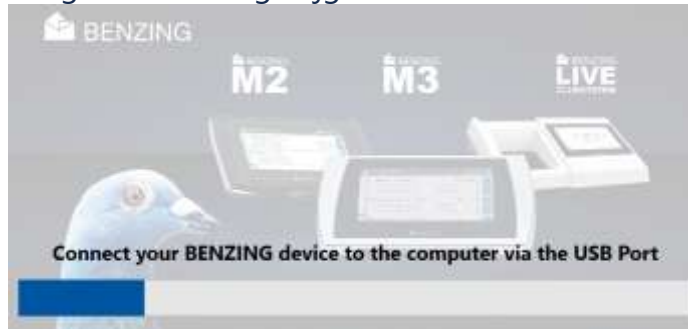 BENZING
M2
M3
LIVE
Connect your BENZING device to the computer via the USB Port